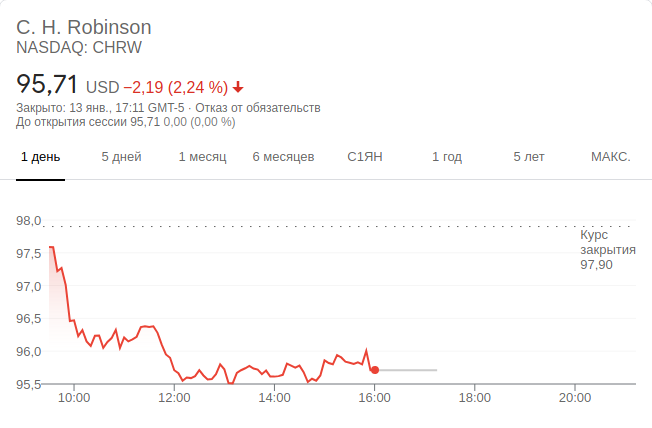 C. H. Robinson
NASDAQ: CHRW
95,71 USD −2,19 (2,24 %)
Закрыто: 13 янв., 17:11 GMT-5 · Отказ от обязательств
До открытия сессии 95,71 0,00 (0,00 %)
1 день 5 дней 1 месяц 6 месяцев С1ЯН 1 год 5 лет МАКС.
98,0
Курс
закрытия
97,90
97,5
97,0
96,5
96,0
95,5
10:00 12:00 14:00 16:00 18:00 20:00